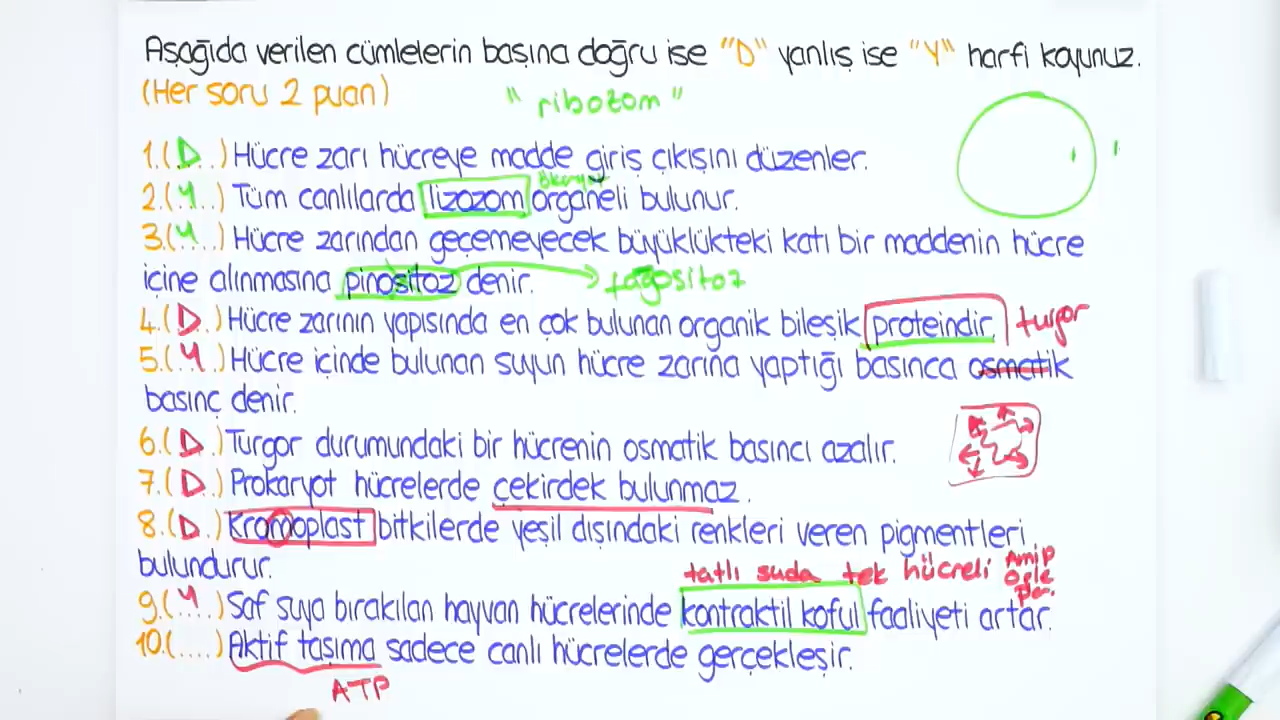 Aşağıda verilen cümlelerin başına doğru ise "D" yanlış ise "Y" harfi koyunuz.
(Her soru 2 puan)
"ribozom"
1.(D..) Hücre zarı hücreye madde giriş çıkışını düzenler.
2.(Y..) Tüm canlılarda lizozom organeli bulunur.
3.(Y..) Hücre zarından geçemeyecek büyüklükteki katı bir maddenin hücre
içine alınmasına pinositoz denir. fagositoz
4.(D.) Hücre zarının yapısında en çok bulunan organik bileşik proteindir. turgor
5.(Y.) Hücre içinde bulunan suyun hücre zarına yaptığı basınca osmatik
basınç denir.
6.(D.) Turgor durumundaki bir hücrenin osmatik basıncı azalır.
7.(D.) Prokaryot hücrelerde çekirdek bulunmaz.
8.(D.) Kromoplast bitkilerde yeşil dışındaki renkleri veren pigmentleri
bulundurur.
tatlı suda tek hücreli Amip
Ögle
Par.
9.(Y.) Saf suya bırakılan hayvan hücrelerinde kontraktil koful faaliyeti artar.
10.(....) Aktif taşıma sadece canlı hücrelerde gerçekleşir.
ATP